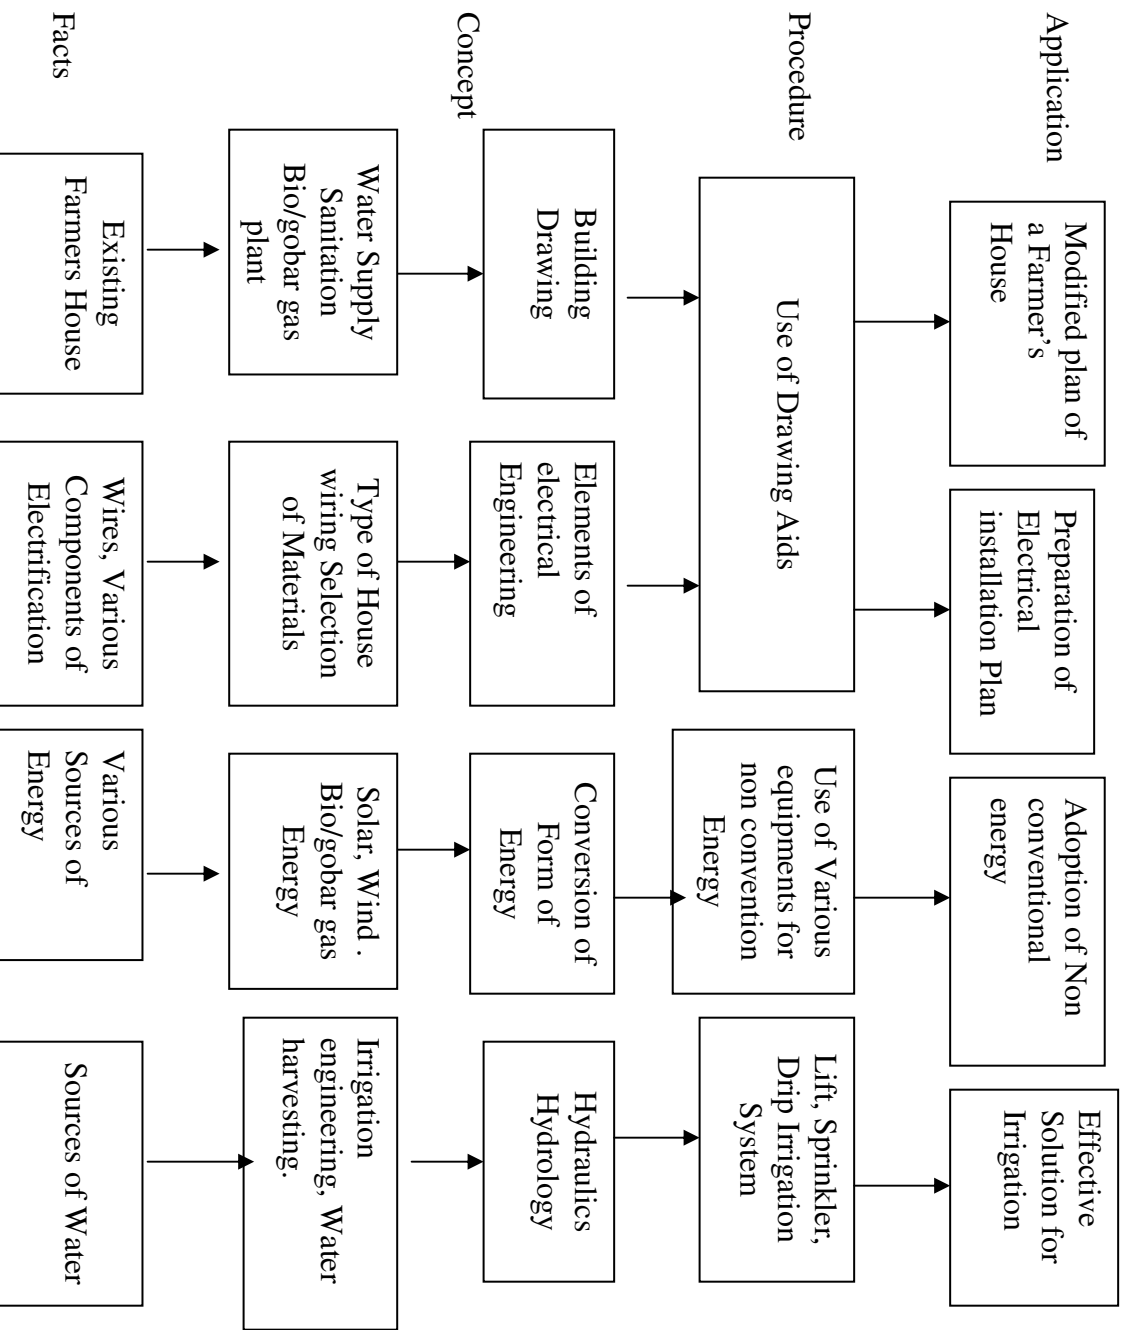 Application
Modified plan of
a Farmer's
House
Preparation of
Electrical
installation Plan
Adoption of Non
conventional
energy
Effective
Solution for
Irrigation
Procedure
Use of Drawing Aids
Use of Various
equipments for
non convention
Energy
Lift, Sprinkler,
Drip Irrigation
System
Concept
Building
Drawing
Elements of
electrical
Engineering
Conversion of
Form of
Energy
Hydraulics
Hydrology
Water Supply
Sanitation
Bio/gobar gas
plant
Type of House
wiring Selection
of Materials
Solar, Wind .
Bio/gobar gas
Energy
Irrigation
engineering, Water
harvesting.
Facts
Existing
Farmers House
Wires, Various
Components of
Electrification
Various
Sources of
Energy
Sources of Water